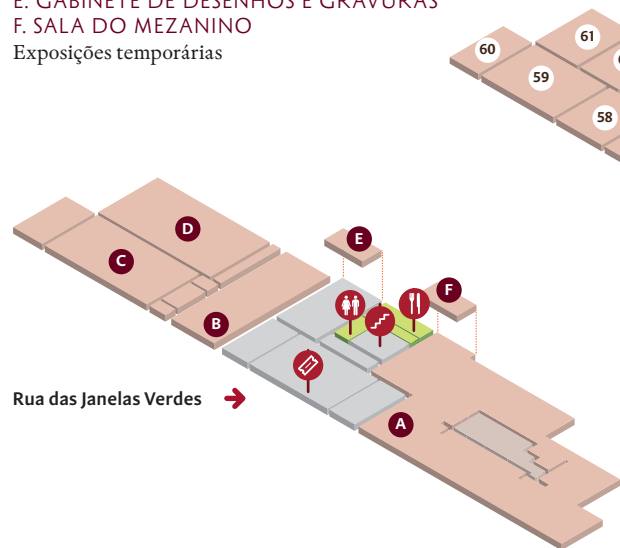 E. GABINETE DE DESENHOS E GRAVURAS
F. SALA DO MEZANINO
Exposições temporárias
61
60
59
58
D
E
C
F
B
Rua das Janelas Verdes
A